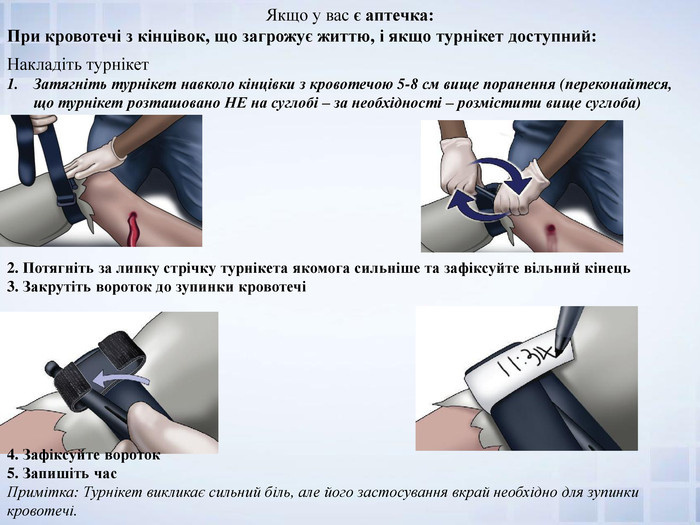 Якщо у вас є аптечка:
При кровотечі з кінцівок, що загрожує життю, і якщо турнікет доступний:
Накладіть турнікет
1. Затягніть турнікет навколо кінцівки з кровотечою 5-8 см вище поранення (переконайтеся,
що турнікет розташовано НЕ на суглобі – за необхідності – розмістити вище суглоба)
2. Потягніть за липку стрічку турнікета якомога сильніше та зафіксуйте вільний кінець
3. Закрутіть вороток до зупинки кровотечі
11:34
4. Зафіксуйте вороток
5. Запишіть час
Примітка: Турнікет викликає сильний біль, але його застосування вкрай необхідно для зупинки
кровотечі.